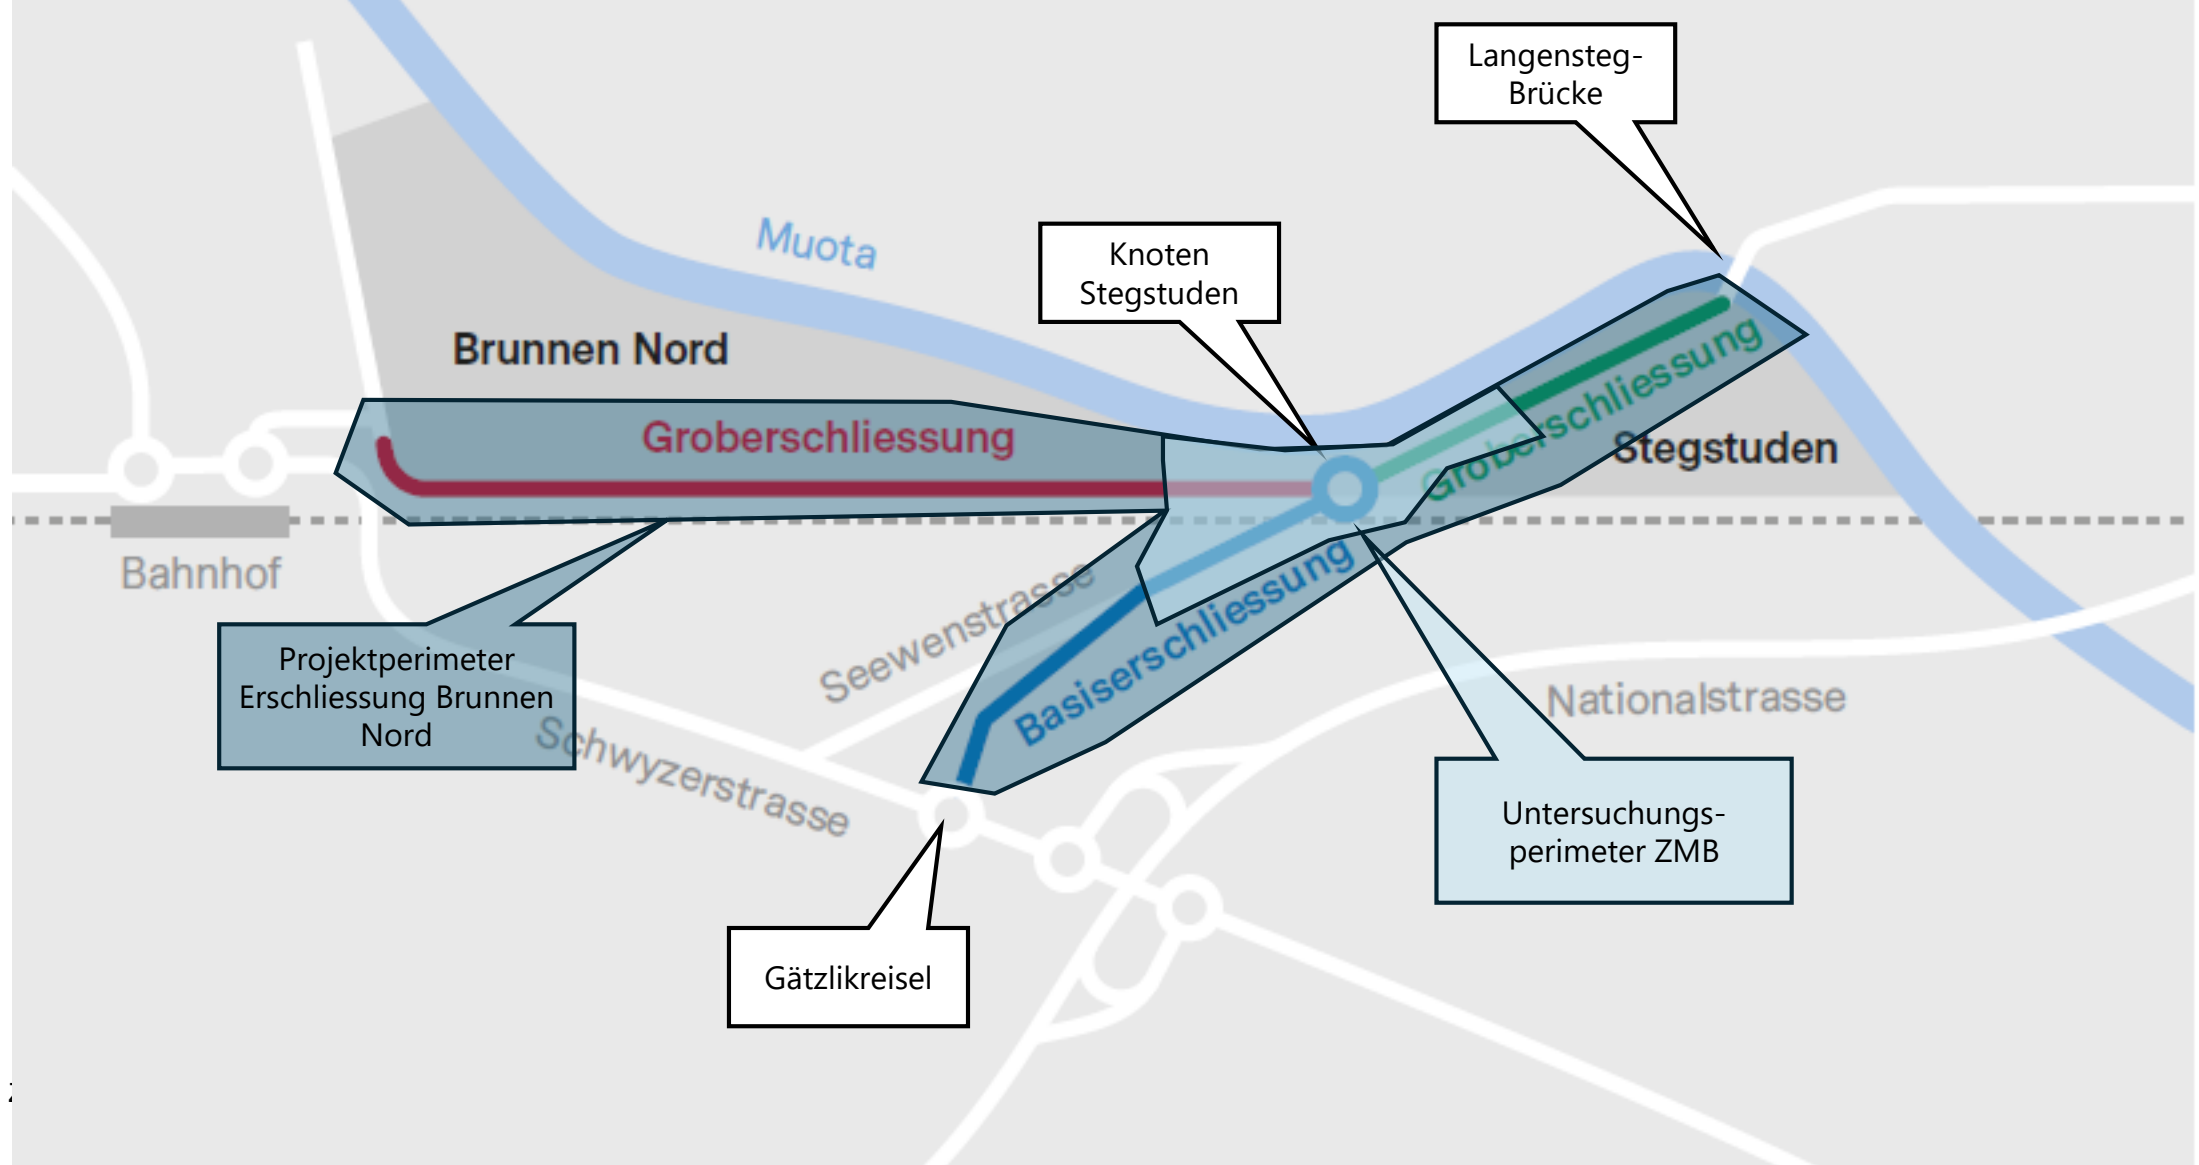 Langensteg-
Brücke
Knoten
Stegstuden
Muota
Brunnen Nord
Groberschliessung
Groberschliessung
Stegstuden
Bahnhof
Seewenstrasse
Basiserschliessung
Projektperimeter
Erschliessung Brunnen
Nord
Schwyzerstrasse
Nationalstrasse
Untersuchungs-
perimeter ZMB
Gätzlikreisel